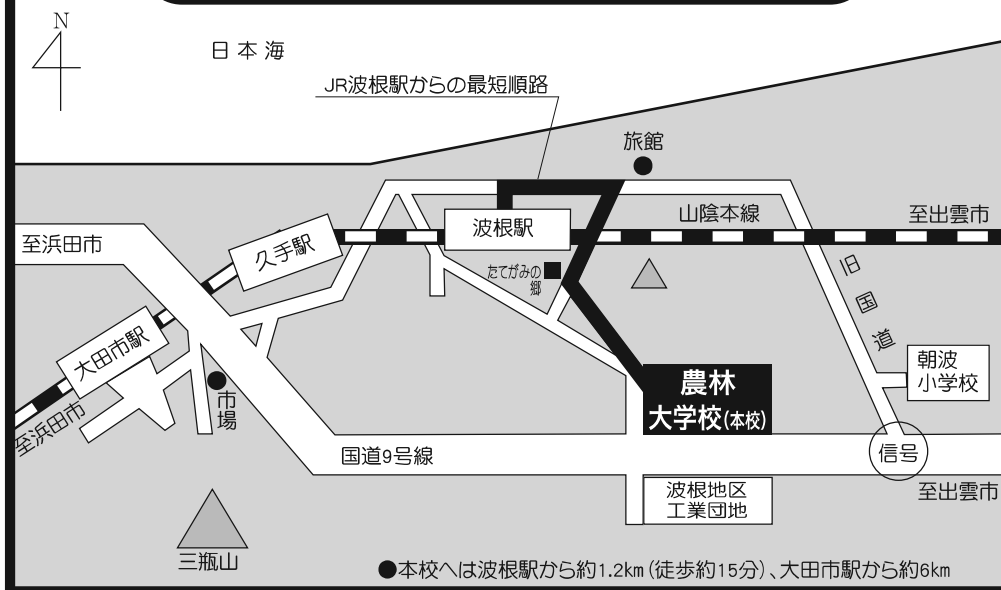 N
日本海
JR波根駅からの最短順路
旅館
山陰本線
至出雲市
波根駅
至浜田市
久手駅
たてがみの
郷
旧国道
大田市駅
朝波
小学校
農林
大学校(本校)
市場
至浜田市
国道9号線
信号
至出雲市
波根地区
工業団地
三瓶山
●本校へは波根駅から約1.2km(徒歩約15分)、大田市駅から約6km